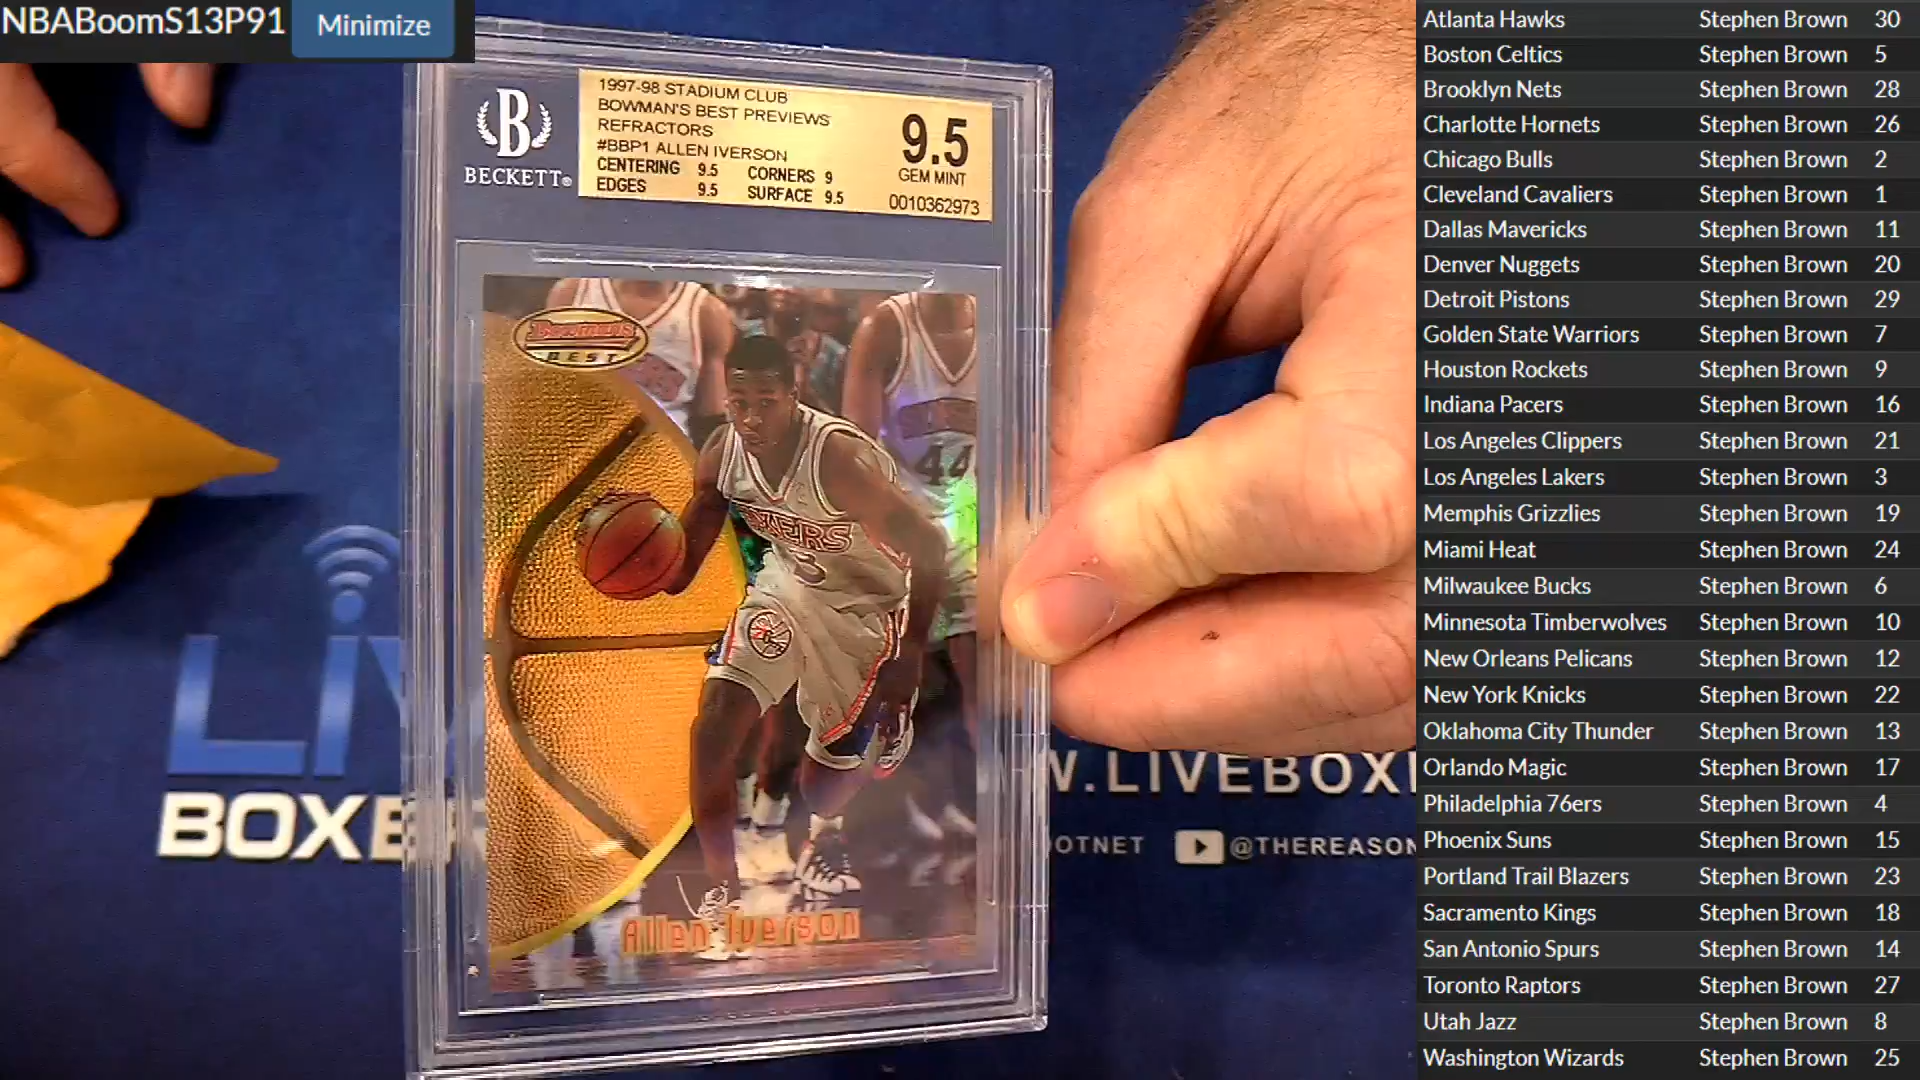 NBABoomS13P91
Minimize
B
BECKETT
1997-98 STADIUM CLUB
BOWMAN'S BEST PREVIEWS
REFRACTORS
#BBP1 ALLEN IVERSON
CENTERING 9.5 CORNERS 9
EDGES 9.5 SURFACE 9.5
9.5
GEM MINT
0010362973
Bowman's
BEST
44
3
Allen Iverson
LIV
BOXB
W.LIVEBOX
OTNET @THEREASON
Atlanta Hawks Stephen Brown 30
Boston Celtics Stephen Brown 5
Brooklyn Nets Stephen Brown 28
Charlotte Hornets Stephen Brown 26
Chicago Bulls Stephen Brown 2
Cleveland Cavaliers Stephen Brown 1
Dallas Mavericks Stephen Brown 11
Denver Nuggets Stephen Brown 20
Detroit Pistons Stephen Brown 29
Golden State Warriors Stephen Brown 7
Houston Rockets Stephen Brown 9
Indiana Pacers Stephen Brown 16
Los Angeles Clippers Stephen Brown 21
Los Angeles Lakers Stephen Brown 3
Memphis Grizzlies Stephen Brown 19
Miami Heat Stephen Brown 24
Milwaukee Bucks Stephen Brown 6
Minnesota Timberwolves Stephen Brown 10
New Orleans Pelicans Stephen Brown 12
New York Knicks Stephen Brown 22
Oklahoma City Thunder Stephen Brown 13
Orlando Magic Stephen Brown 17
Philadelphia 76ers Stephen Brown 4
Phoenix Suns Stephen Brown 15
Portland Trail Blazers Stephen Brown 23
Sacramento Kings Stephen Brown 18
San Antonio Spurs Stephen Brown 14
Toronto Raptors Stephen Brown 27
Utah Jazz Stephen Brown 8
Washington Wizards Stephen Brown 25